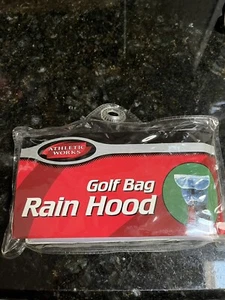 ATHLETIC
WORKS
Golf Bag
Rain Hood